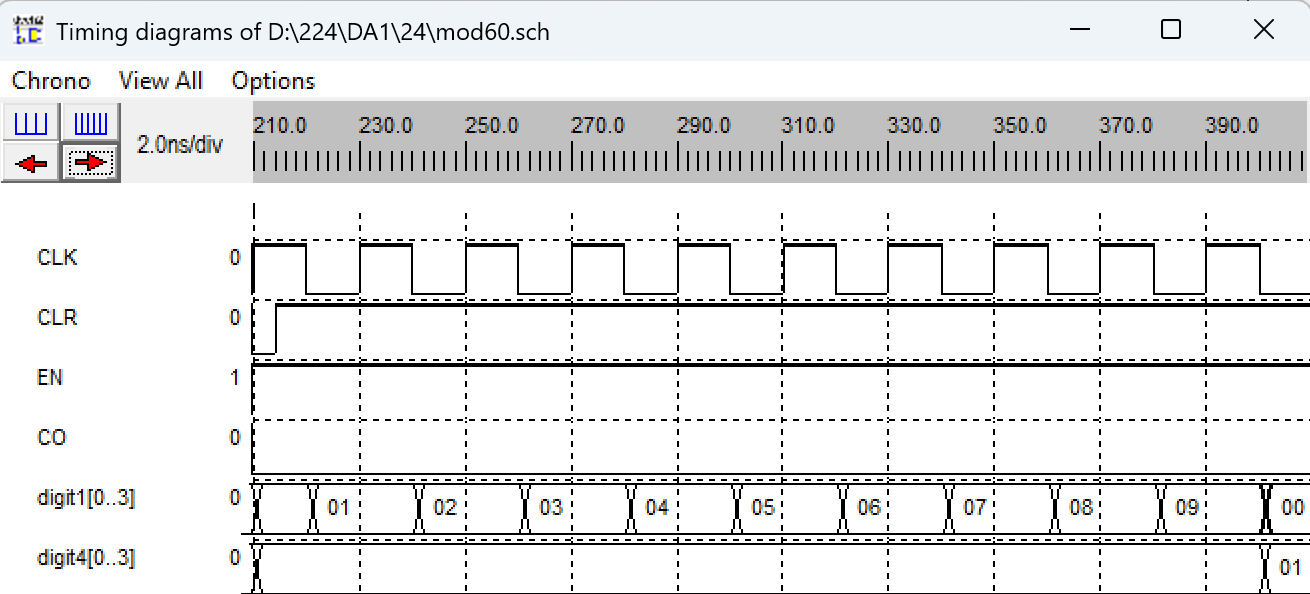 Timing diagrams of D:\224\DA1\24\mod60.sch
Chrono View All Options
2.0ns/div
210.0 230.0 250.0 270.0 290.0 310.0 330.0 350.0 370.0 390.0
CLK 0
CLR 0
EN 1
CO 0
digit1[0..3] 0 01 02 03 04 05 06 07 08 09 00
digit4[0..3] 0 01